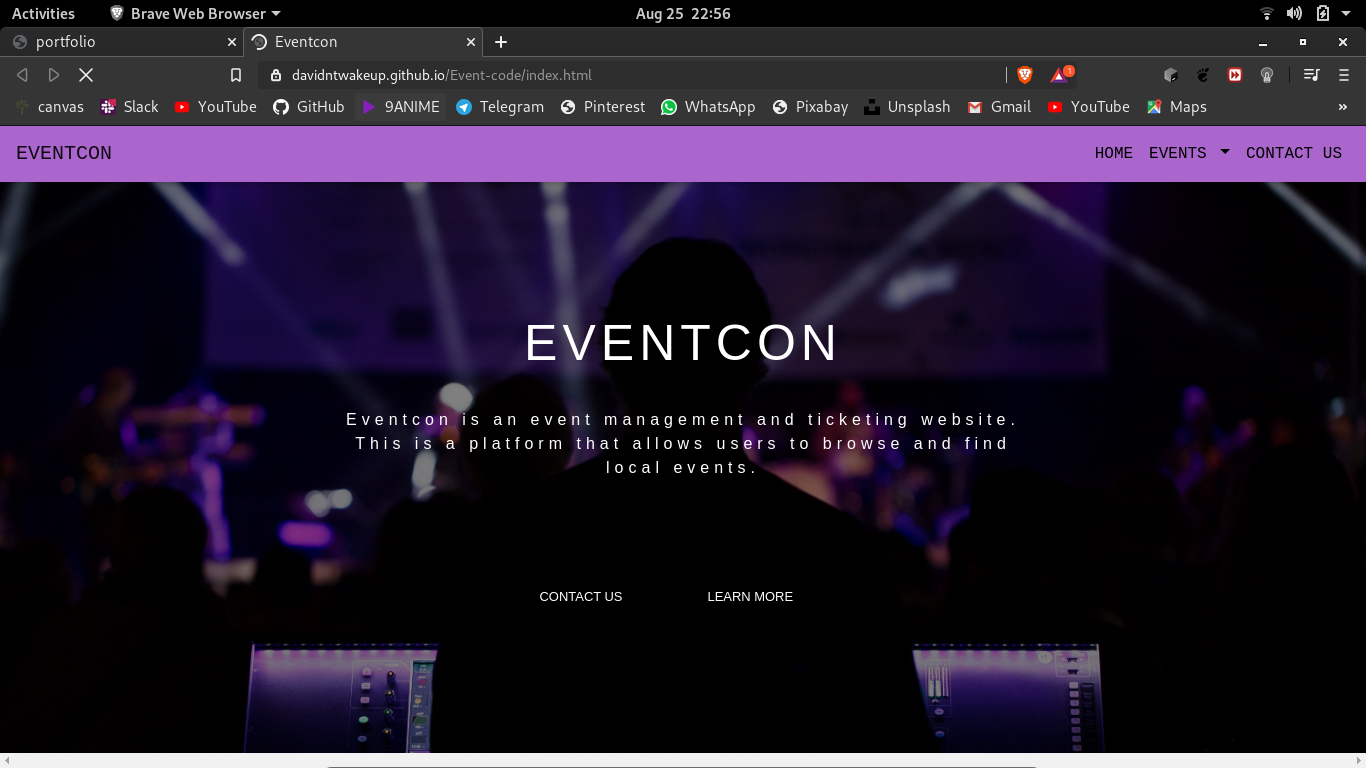 Activities Brave Web Browser Aug 25 22:56
portfolio Eventcon
davidntwakeup.github.io/Event-code/index.html 1
canvas Slack YouTube GitHub 9ANIME Telegram Pinterest WhatsApp Pixabay Unsplash Gmail YouTube Maps »
EVENTCON HOME EVENTS CONTACT US
EVENTCON
Eventcon is an event management and ticketing website.
This is a platform that allows users to browse and find
local events.
CONTACT US LEARN MORE